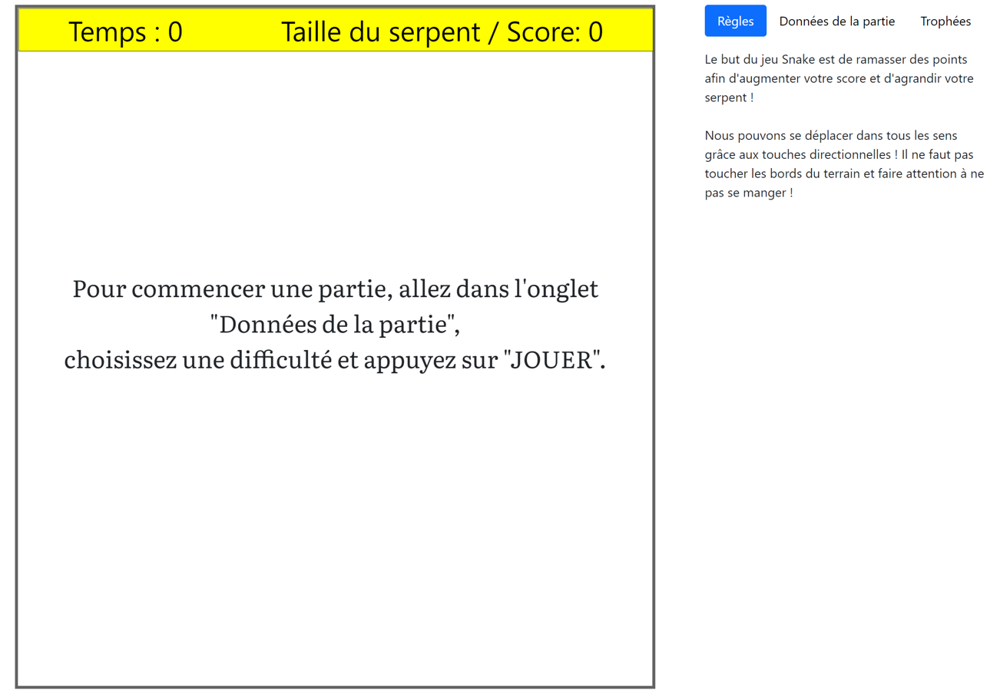 Temps : 0
Taille du serpent / Score: 0
Pour commencer une partie, allez dans l'onglet
"Données de la partie",
choisissez une difficulté et appuyez sur "JOUER".
Règles
Données de la partie
Trophées
Le but du jeu Snake est de ramasser des points
afin d'augmenter votre score et d'agrandir votre
serpent !
Nous pouvons se déplacer dans tous les sens
grâce aux touches directionnelles ! Il ne faut pas
toucher les bords du terrain et faire attention à ne
pas se manger !